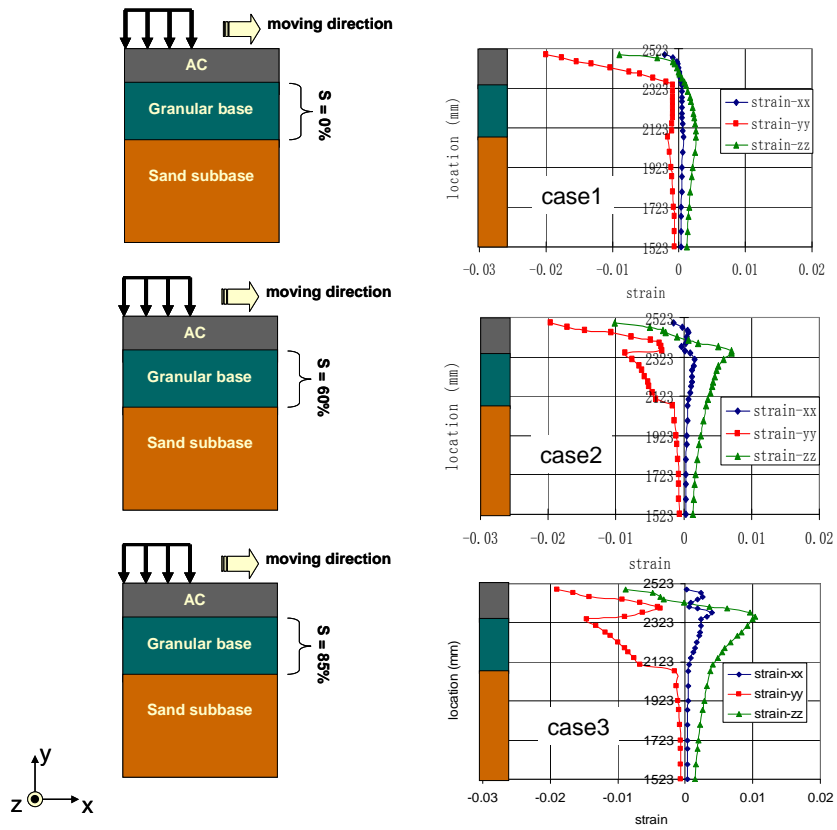 moving direction
AC
Granular base
S = 0%
Sand subbase
2523
2323
2123
1923
1723
1523
location (mm)
strain-xx
strain-yy
strain-zz
case1
-0.03
-0.02
-0.01
0
0.01
0.02
strain
moving direction
AC
Granular base
S = 60%
Sand subbase
2523
2323
2123
1923
1723
1523
location (mm)
strain-xx
strain-yy
strain-zz
case2
-0.03
-0.02
-0.01
0
0.01
0.02
strain
moving direction
AC
Granular base
S = 85%
Sand subbase
2523
2323
2123
1923
1723
1523
location (mm)
strain-xx
strain-yy
strain-zz
case3
-0.03
-0.02
-0.01
0
0.01
0.02
strain
y
z
x